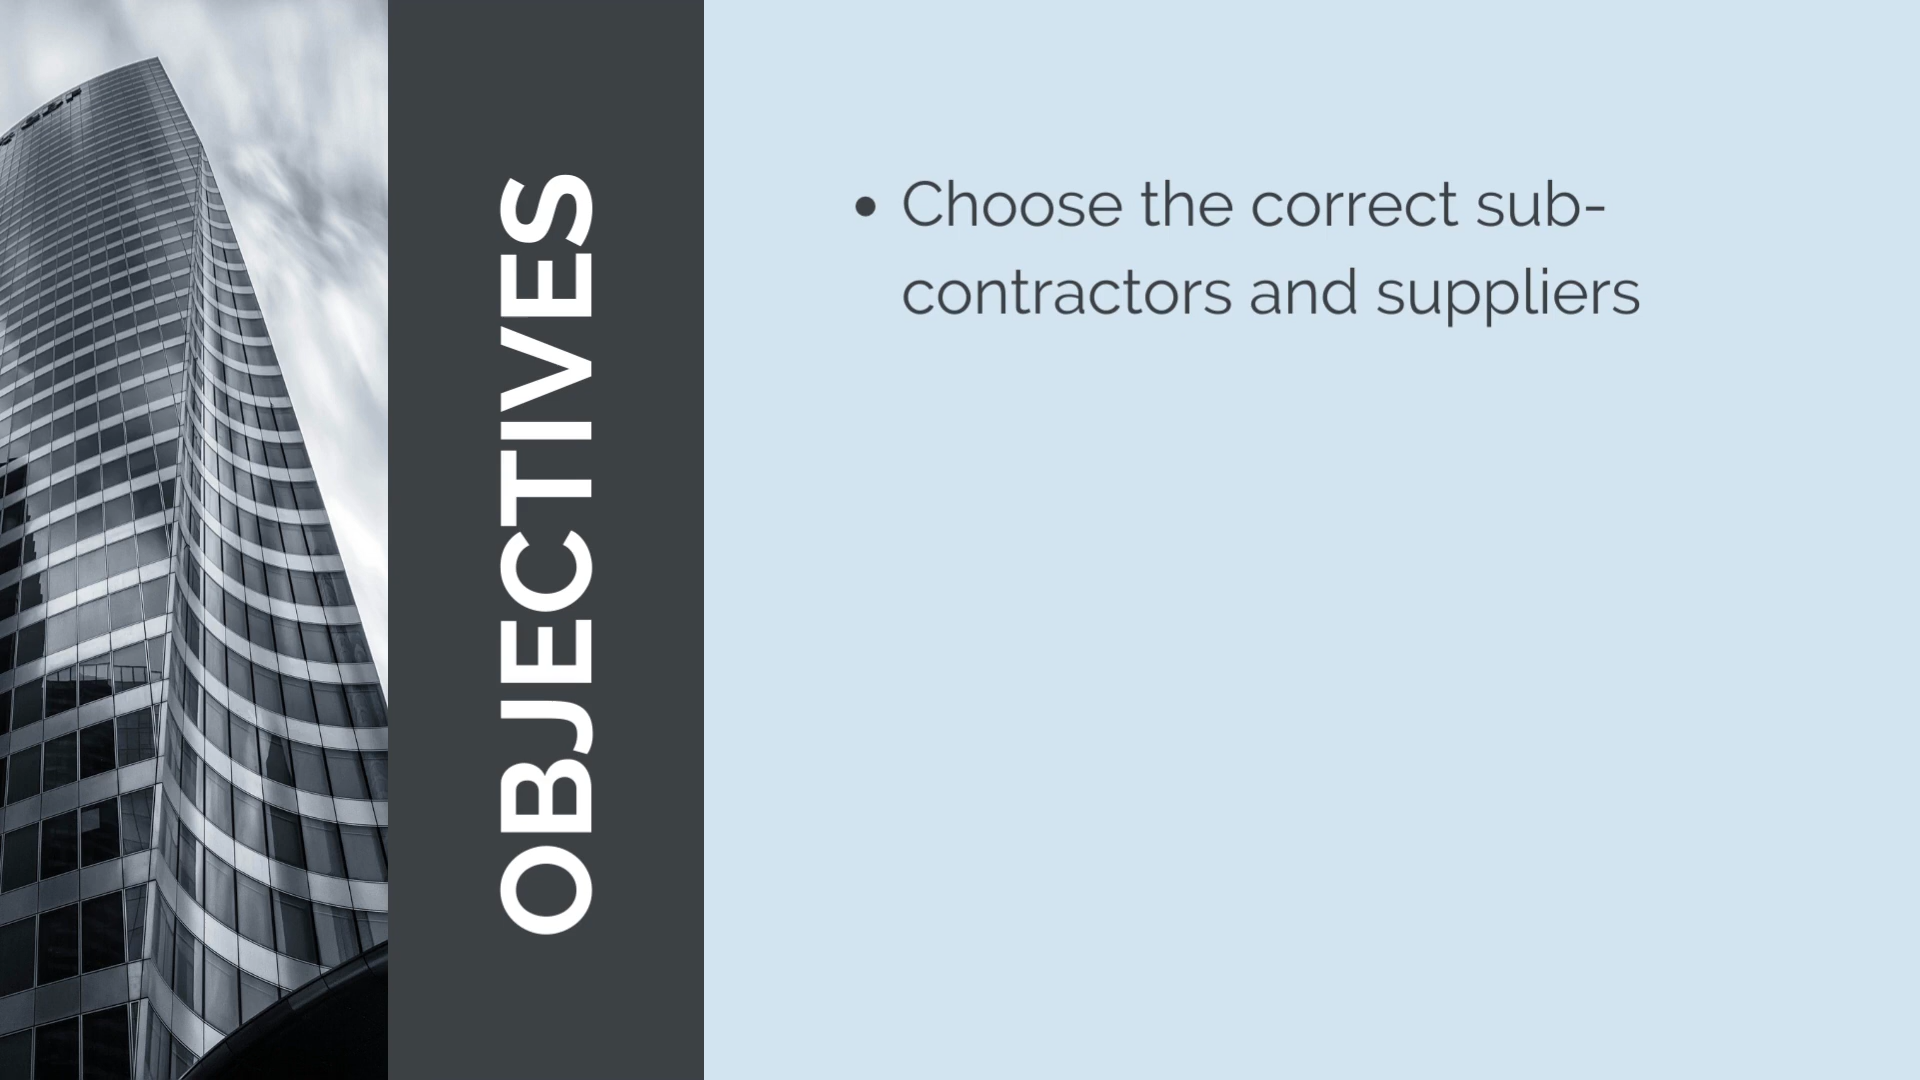 OBJECTIVES
• Choose the correct sub-
contractors and suppliers